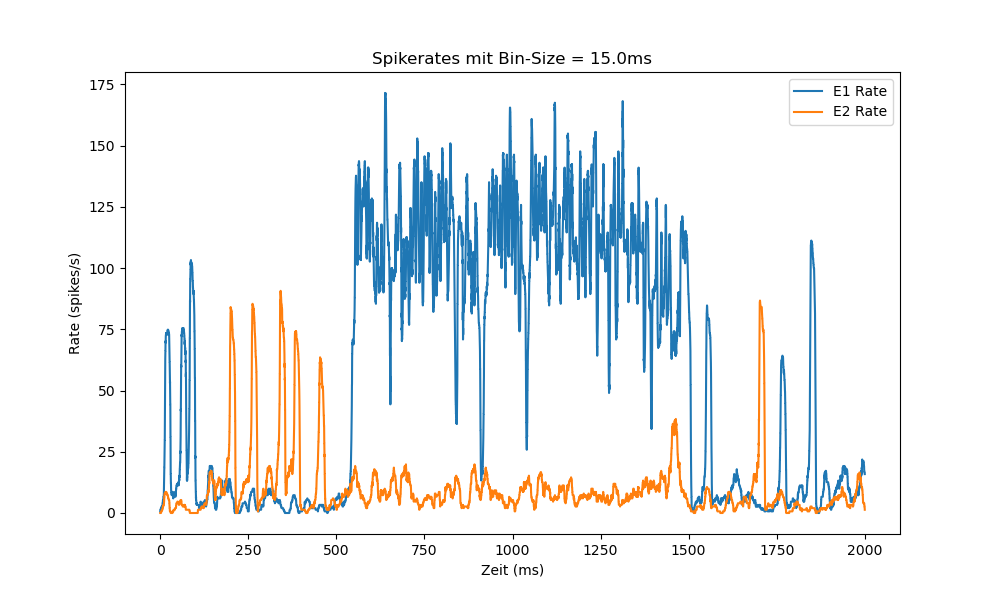 Spikerates mit Bin-Size = 15.0ms
E1 Rate
E2 Rate
Rate (spikes/s)
175
150
125
100
75
50
25
0
0 250 500 750 1000 1250 1500 1750 2000
Zeit (ms)